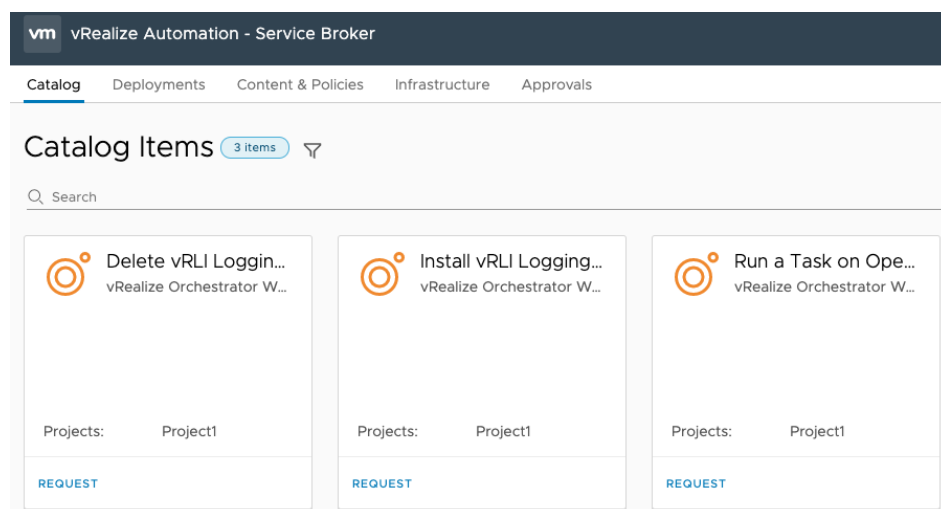 vm vRealize Automation - Service Broker
Catalog Deployments Content & Policies Infrastructure Approvals
Catalog Items 3 items
Search
Delete vRLI Loggin...
vRealize Orchestrator W...
Projects: Project1
REQUEST
Install vRLI Logging...
vRealize Orchestrator W...
Projects: Project1
REQUEST
Run a Task on Ope...
vRealize Orchestrator W...
Projects: Project1
REQUEST